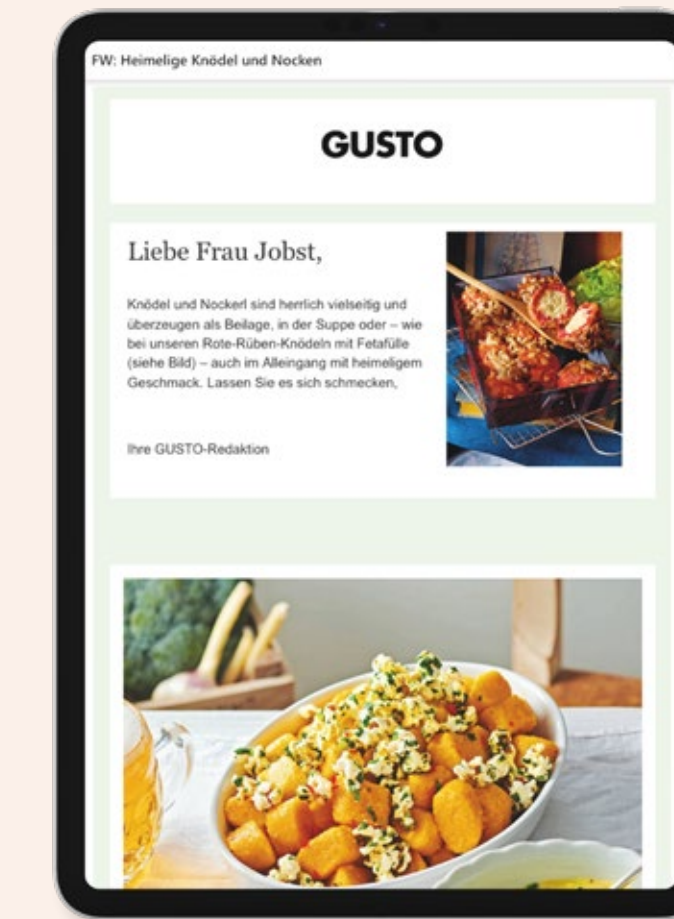 FW: Heimelige Knödel und Nocken
GUSTO
Liebe Frau Jobst,
Knödel und Nockerl sind herrlich vielseitig und
überzeugen als Beilage, in der Suppe oder – wie
bei unseren Rote-Rüben-Knödeln mit Fetafülle
(siehe Bild) – auch im Alleingang mit heimeligem
Geschmack. Lassen Sie es sich schmecken,
Ihre GUSTO-Redaktion